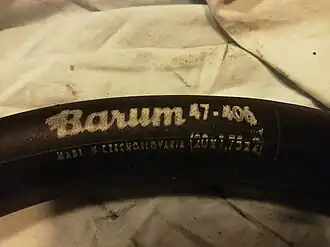 Barum 47-406
MADE IN CZECHOSLOVAKIA (20x1,75x2)